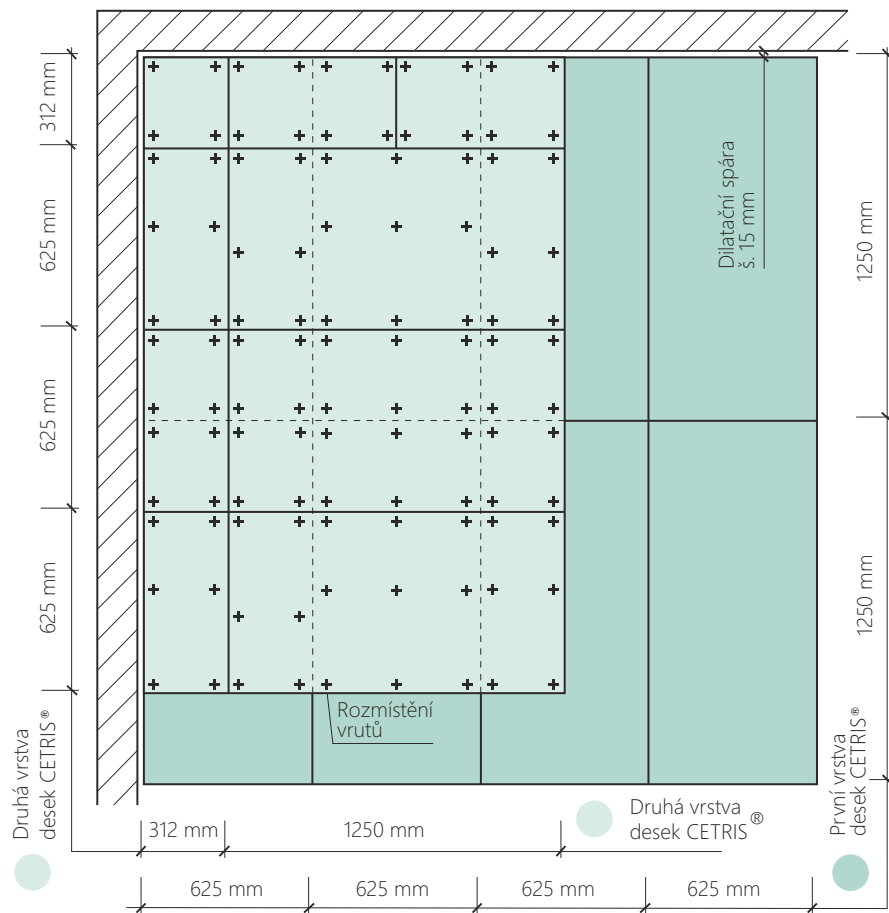 312 mm
625 mm
625 mm
625 mm
Dilatační spára
š. 15 mm
1250 mm
1250 mm
Rozmístění
vrutů
Druhá vrstva
desek CETRIS®
312 mm
1250 mm
Druhá vrstva
desek CETRIS®
První vrstva
desek CETRIS®
625 mm
625 mm
625 mm
625 mm